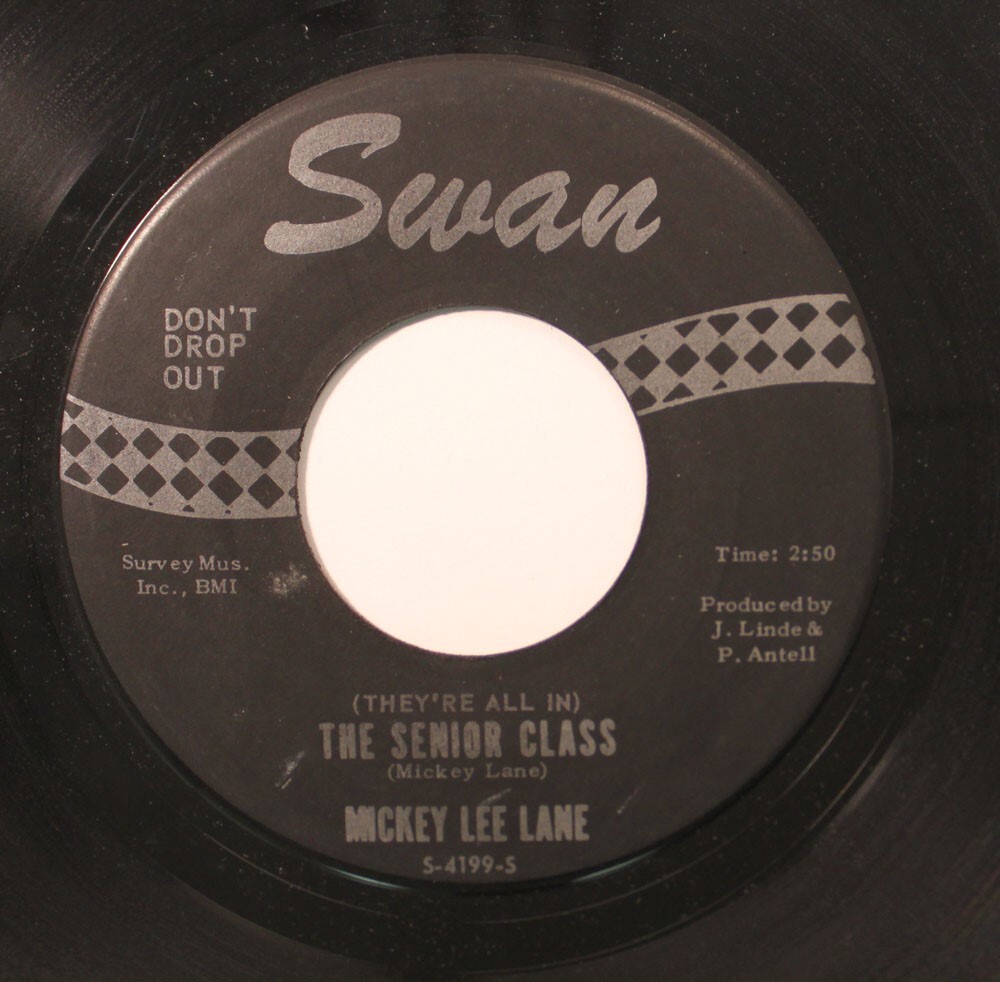 Swan
DON'T
DROP
OUT
Survey Mus.
Inc., BMI
Time: 2:50
Produced by
J. Linde &
P. Antell
(THEY'RE ALL IN)
THE SENIOR CLASS
(Mickey Lane)
MICKEY LEE LANE
S-4199-S